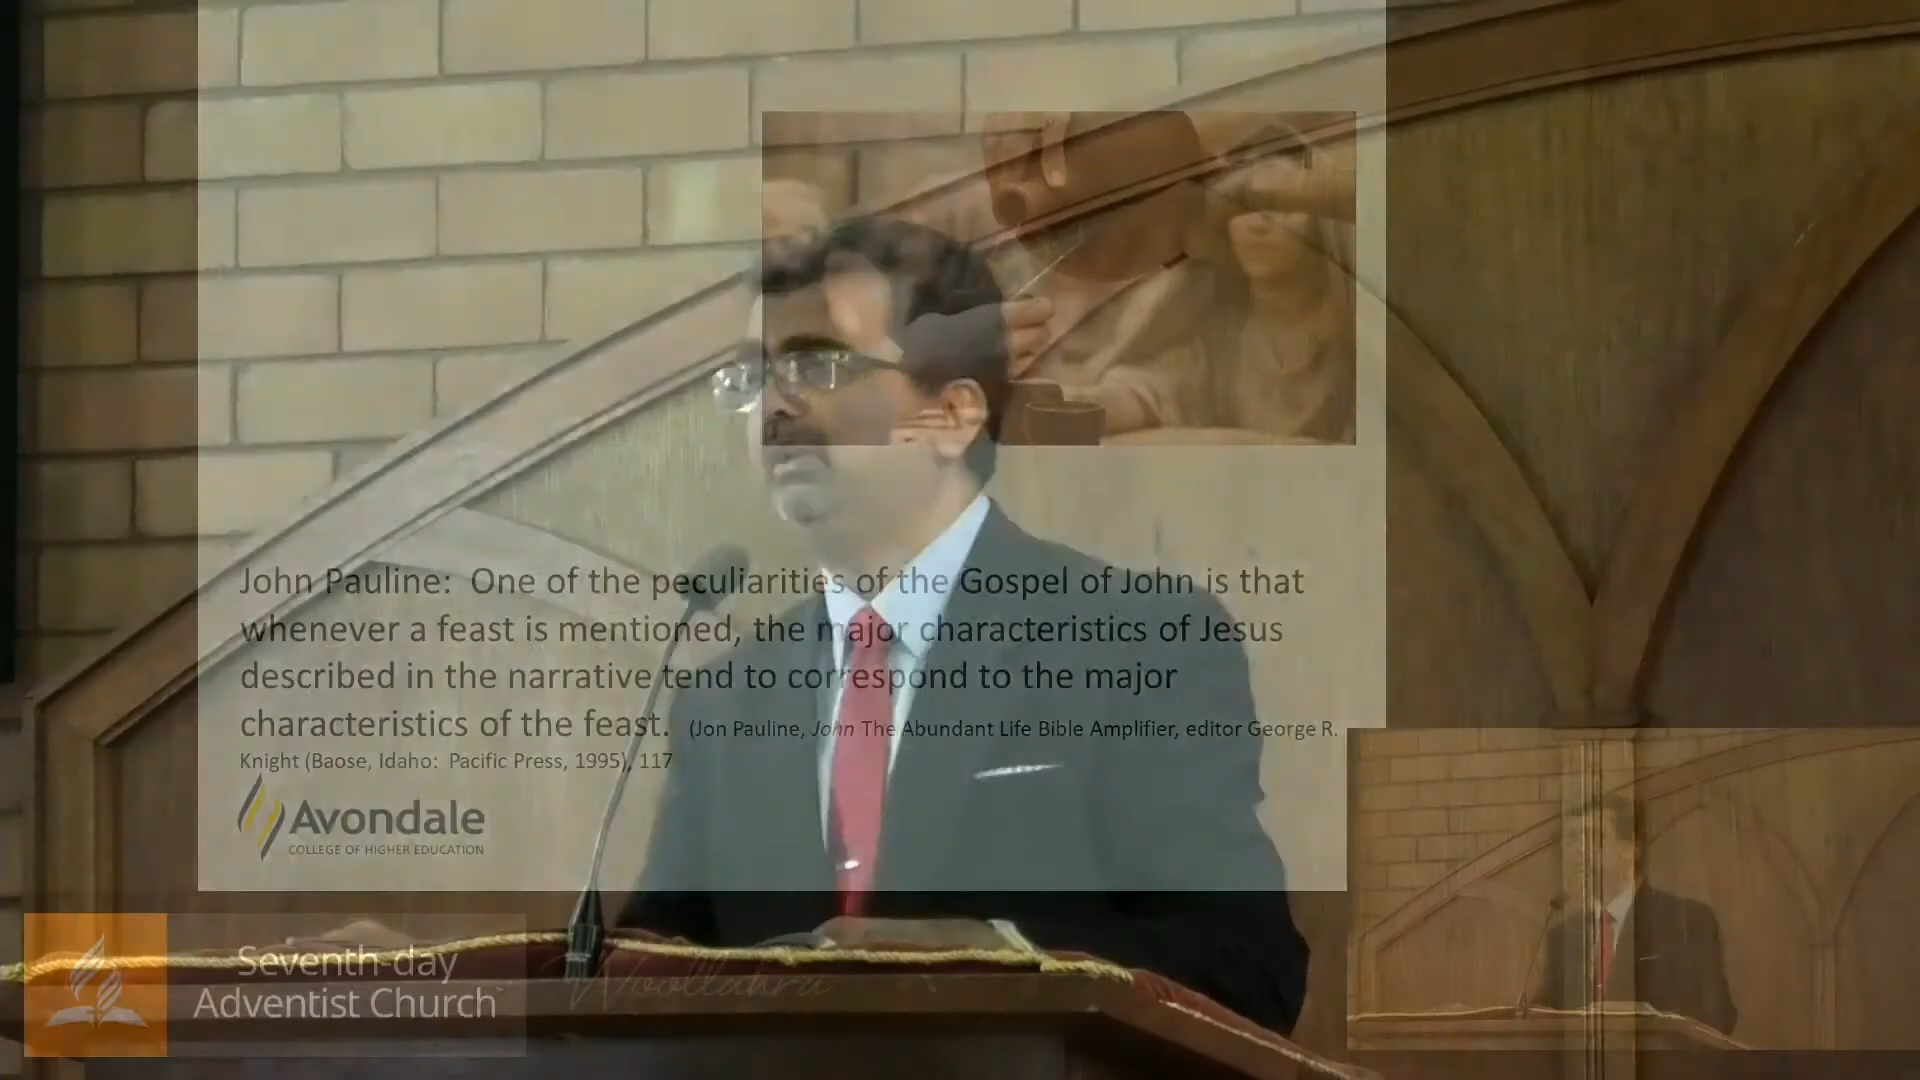 John Pauline:  One of the peculiarities of the Gospel of John is that
whenever a feast is mentioned, the major characteristics of Jesus
described in the narrative tend to correspond to the major
characteristics of the feast.  (Jon Pauline, John The Abundant Life Bible Amplifier, editor George R.
Knight (Baose, Idaho:  Pacific Press, 1995), 117
Avondale
COLLEGE OF HIGHER EDUCATION
Seventh-day
Adventist Church™
Woollahra